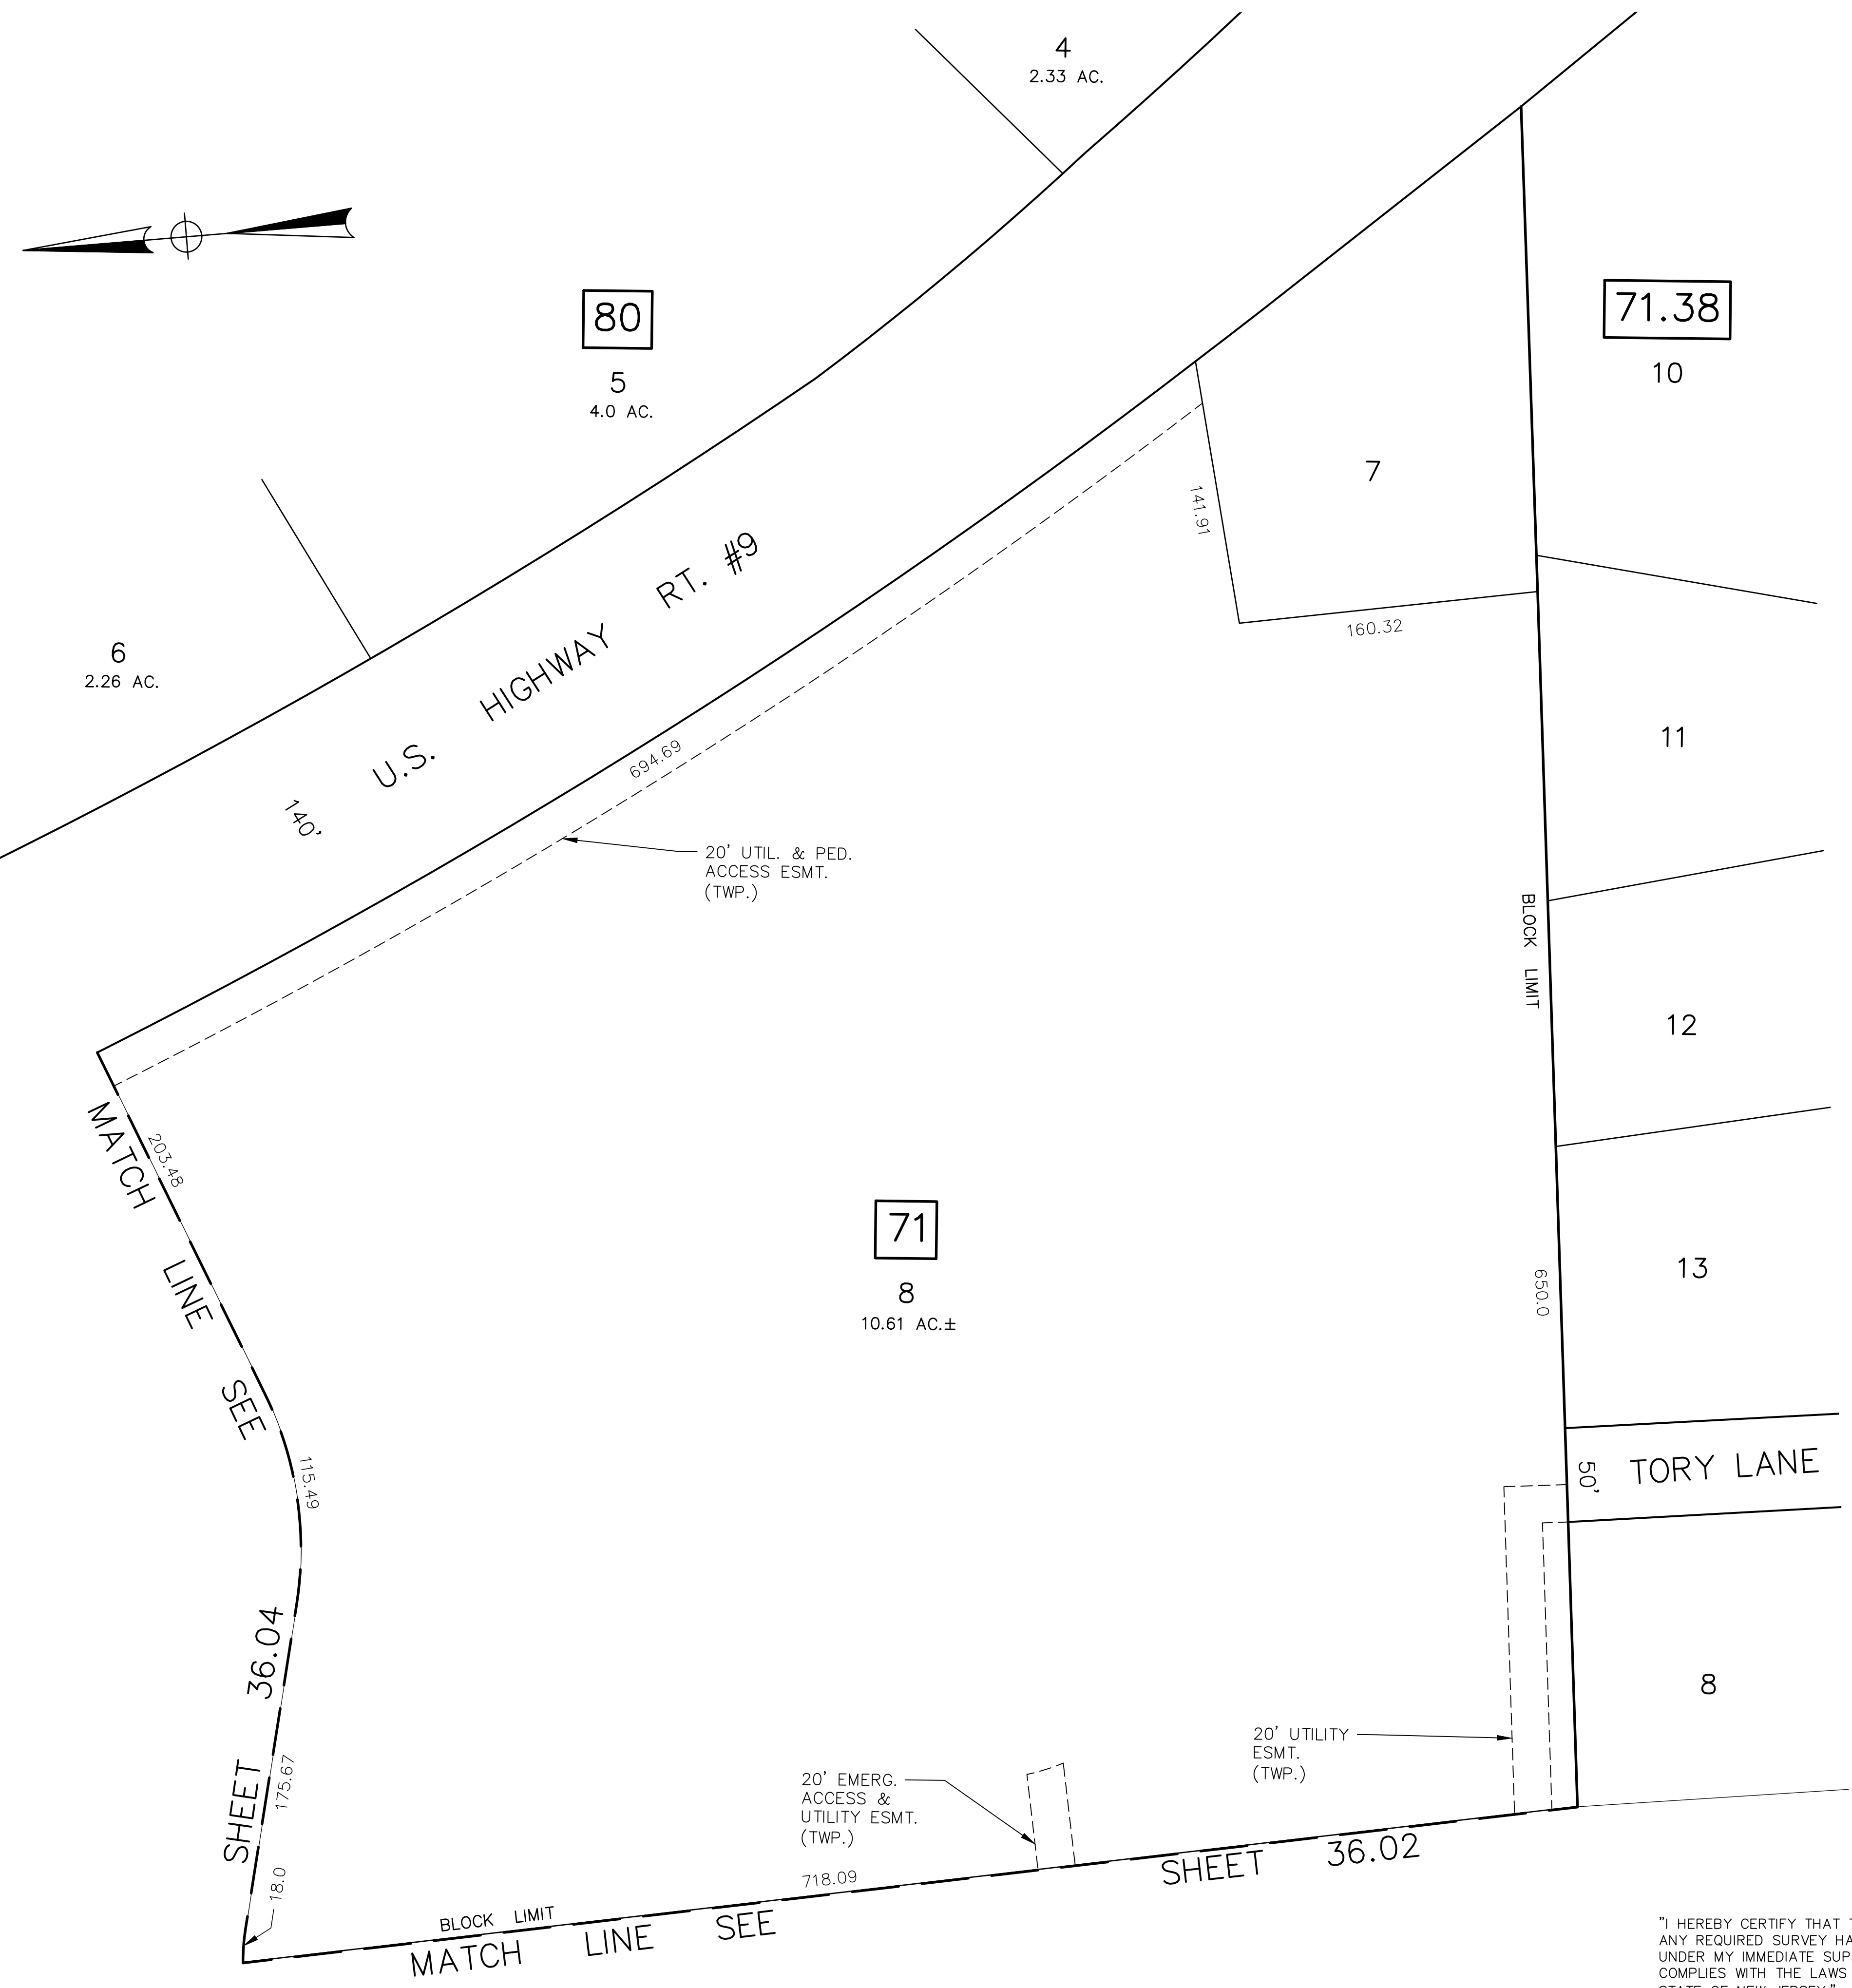 4
2.33 AC.
80
5
4.0 AC.
71.38
10
7
141.91
160.32
6
2.26 AC.
U.S. HIGHWAY RT. #9
140'
694.69
20' UTIL. & PED.
ACCESS ESMT.
(TWP.)
11
BLOCK LIMIT
12
MATCH LINE SEE SHEET 36.04
203.48
71
8
10.61 AC.±
13
650.0
115.49
50'
TORY LANE
8
175.67
18.0
20' UTILITY
ESMT.
(TWP.)
20' EMERG.
ACCESS &
UTILITY ESMT.
(TWP.)
718.09
BLOCK LIMIT
MATCH LINE SEE SHEET 36.02
"I HEREBY CERTIFY THAT
ANY REQUIRED SURVEY
UNDER MY IMMEDIATE
COMPLIES WITH THE LAWS